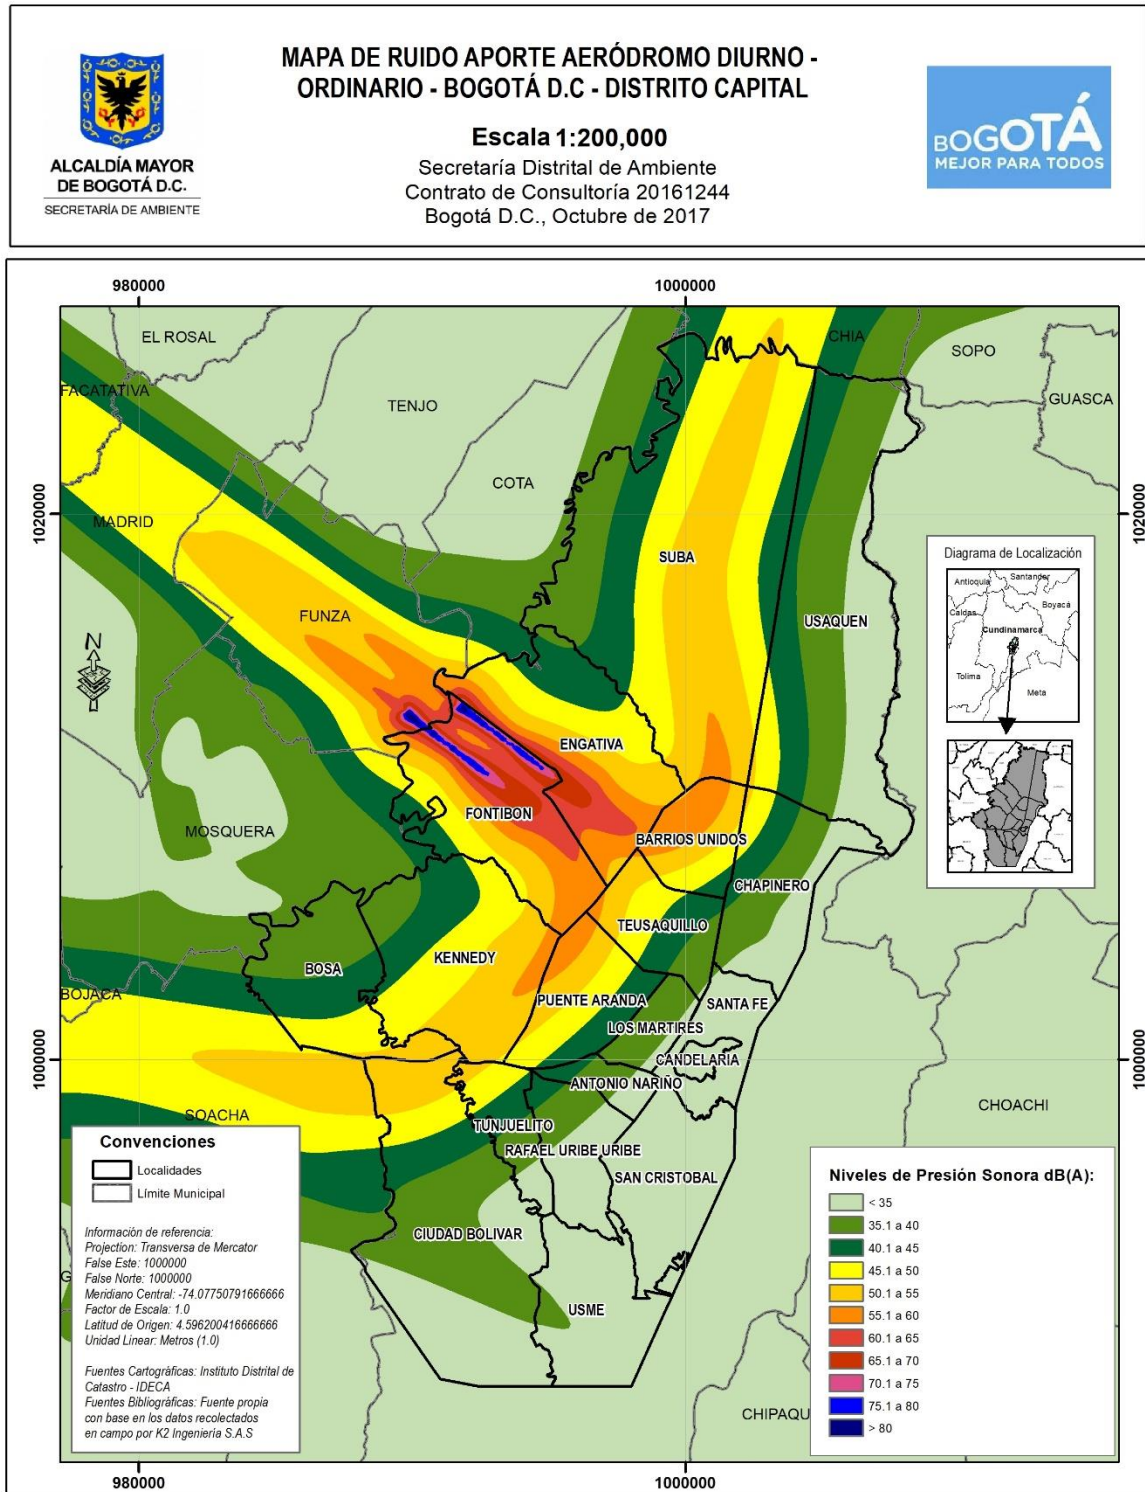 MAPA DE RUIDO APORTE AERÓDROMO DIURNO -
ORDINARIO - BOGOTÁ D.C - DISTRITO CAPITAL
Escala 1:200,000
Secretaría Distrital de Ambiente
Contrato de Consultoría 20161244
Bogotá D.C., Octubre de 2017
ALCALDÍA MAYOR
DE BOGOTÁ D.C.
SECRETARÍA DE AMBIENTE
BOGOTÁ
MEJOR PARA TODOS
980000
1000000
EL ROSAL
CHIA
SOPO
FACATATIVA
GUASCA
TENJO
COTA
1020000
1020000
MADRID
SUBA
FUNZA
USAQUEN
N
ENGATIVA
FONTIBON
MOSQUERA
BARRIOS UNIDOS
CHAPINERO
TEUSAQUILLO
KENNEDY
BOSA
BOJACA
PUENTE ARANDA
SANTA FE
LOS MARTIRES
1000000
1000000
CANDELARIA
ANTONIO NARIÑO
CHOACHI
SOACHA
TUNJUELITO
RAFAEL URIBE URIBE
SAN CRISTOBAL
CIUDAD BOLIVAR
USME
CHIPAQU
Diagrama de Localización
Antioquia
Santander
Boyacá
Caldas
Cundinamarca
Tolima
Meta
Convenciones
Localidades
Límite Municipal
Información de referencia:
Projection: Transversa de Mercator
False Este: 1000000
False Norte: 1000000
Meridiano Central: -74.07750791666666
Factor de Escala: 1.0
Latitud de Origen: 4.596200416666666
Unidad Linear: Metros (1.0)
Fuentes Cartográficas: Instituto Distrital de
Catastro - IDECA
Fuentes Bibliográficas: Fuente propia
con base en los datos recolectados
en campo por K2 Ingeniería S.A.S
Niveles de Presión Sonora dB(A):
< 35
35.1 a 40
40.1 a 45
45.1 a 50
50.1 a 55
55.1 a 60
60.1 a 65
65.1 a 70
70.1 a 75
75.1 a 80
> 80
980000
1000000